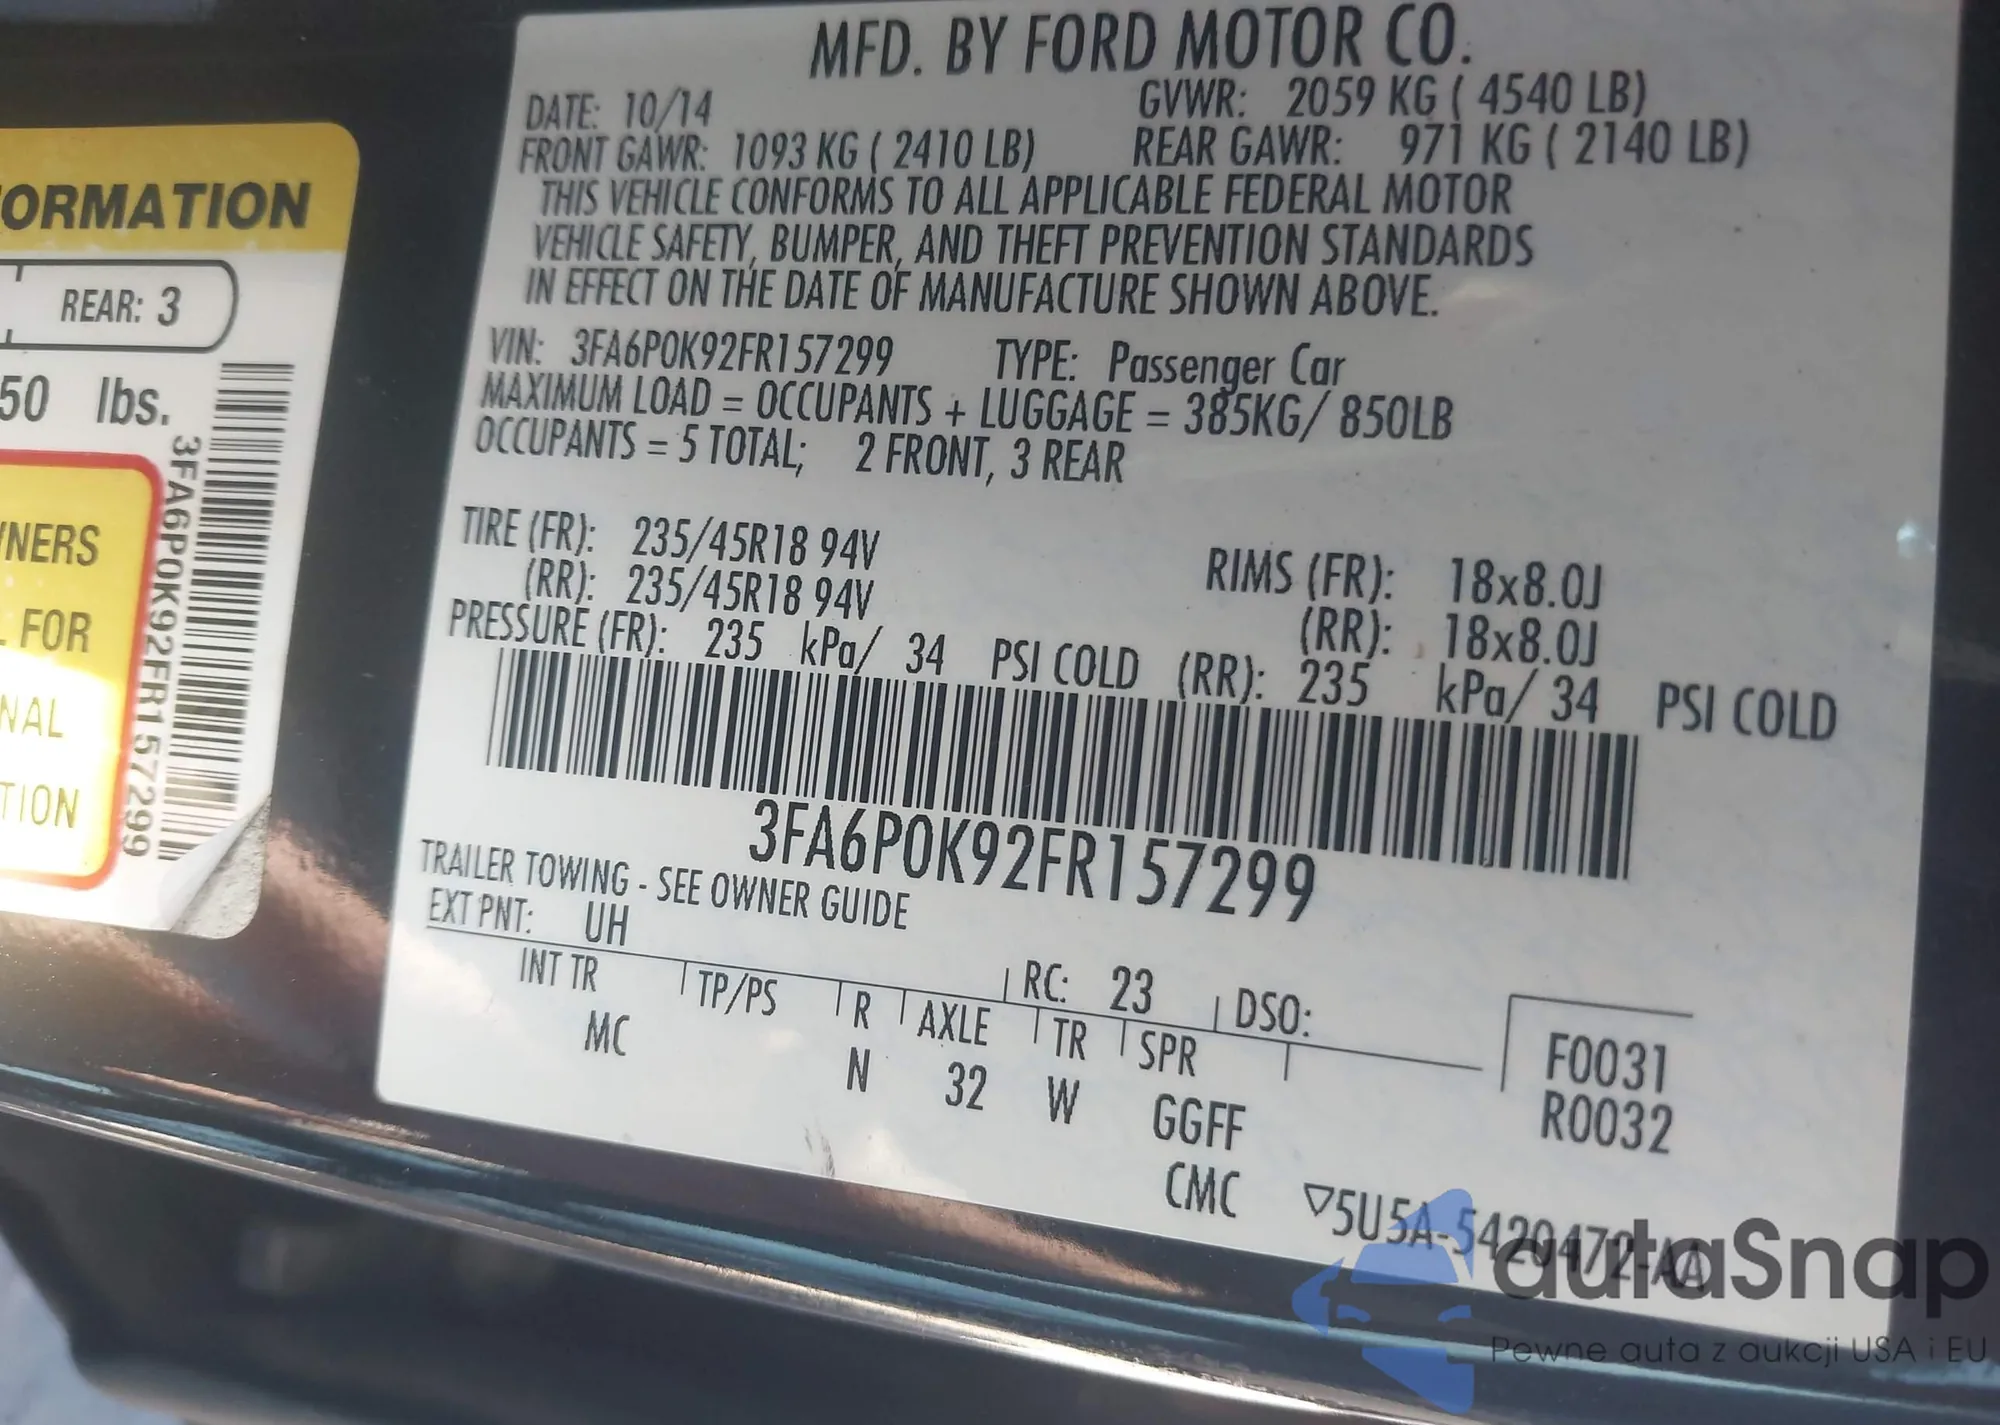 MFD. BY FORD MOTOR CO.
DATE: 10/14 GVWR: 2059 KG ( 4540 LB)
FRONT GAWR: 1093 KG ( 2410 LB) REAR GAWR: 971 KG ( 2140 LB)
THIS VEHICLE CONFORMS TO ALL APPLICABLE FEDERAL MOTOR
VEHICLE SAFETY, BUMPER, AND THEFT PREVENTION STANDARDS
IN EFFECT ON THE DATE OF MANUFACTURE SHOWN ABOVE.
VIN: 3FA6P0K92FR157299 TYPE: Passenger Car
MAXIMUM LOAD = OCCUPANTS + LUGGAGE = 385KG/ 850LB
OCCUPANTS = 5 TOTAL; 2 FRONT, 3 REAR
TIRE (FR): 235/45R18 94V RIMS (FR): 18x8.0J
(RR): 235/45R18 94V (RR): 18x8.0J
PRESSURE (FR): 235 kPa/ 34 PSI COLD (RR): 235 kPa/ 34 PSI COLD
3FA6P0K92FR157299
TRAILER TOWING - SEE OWNER GUIDE
EXT PNT: UH RC: 23 DSO:
INT TR TP/PS R AXLE TR SPR
MC N 32 W GGFF
CMC
F0031
R0032
▽5U5A-5420472-AA
ORMATION
REAR: 3
50 lbs.
3FA6P0K92FR157299
NERS
FOR
NAL
TION
autaSnap
Pewne auta z aukcji USA i EU